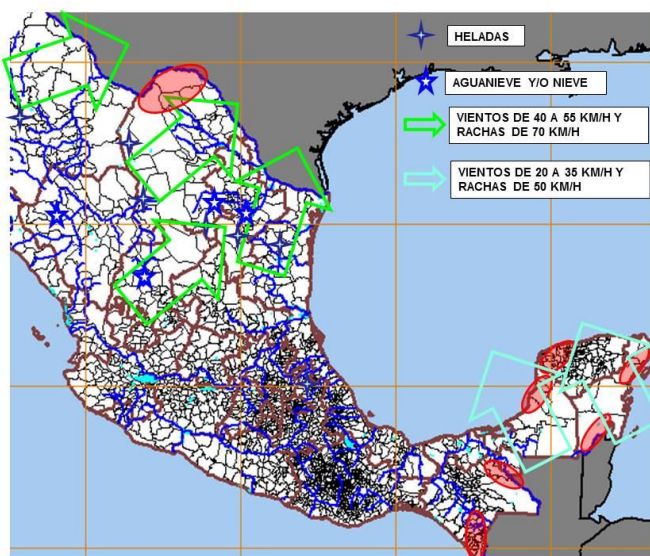 HELADAS
AGUANIEVE Y/O NIEVE
VIENTOS DE 40 A 55 KM/H Y
RACHAS DE 70 KM/H
VIENTOS DE 20 A 35 KM/H Y
RACHAS DE 50 KM/H